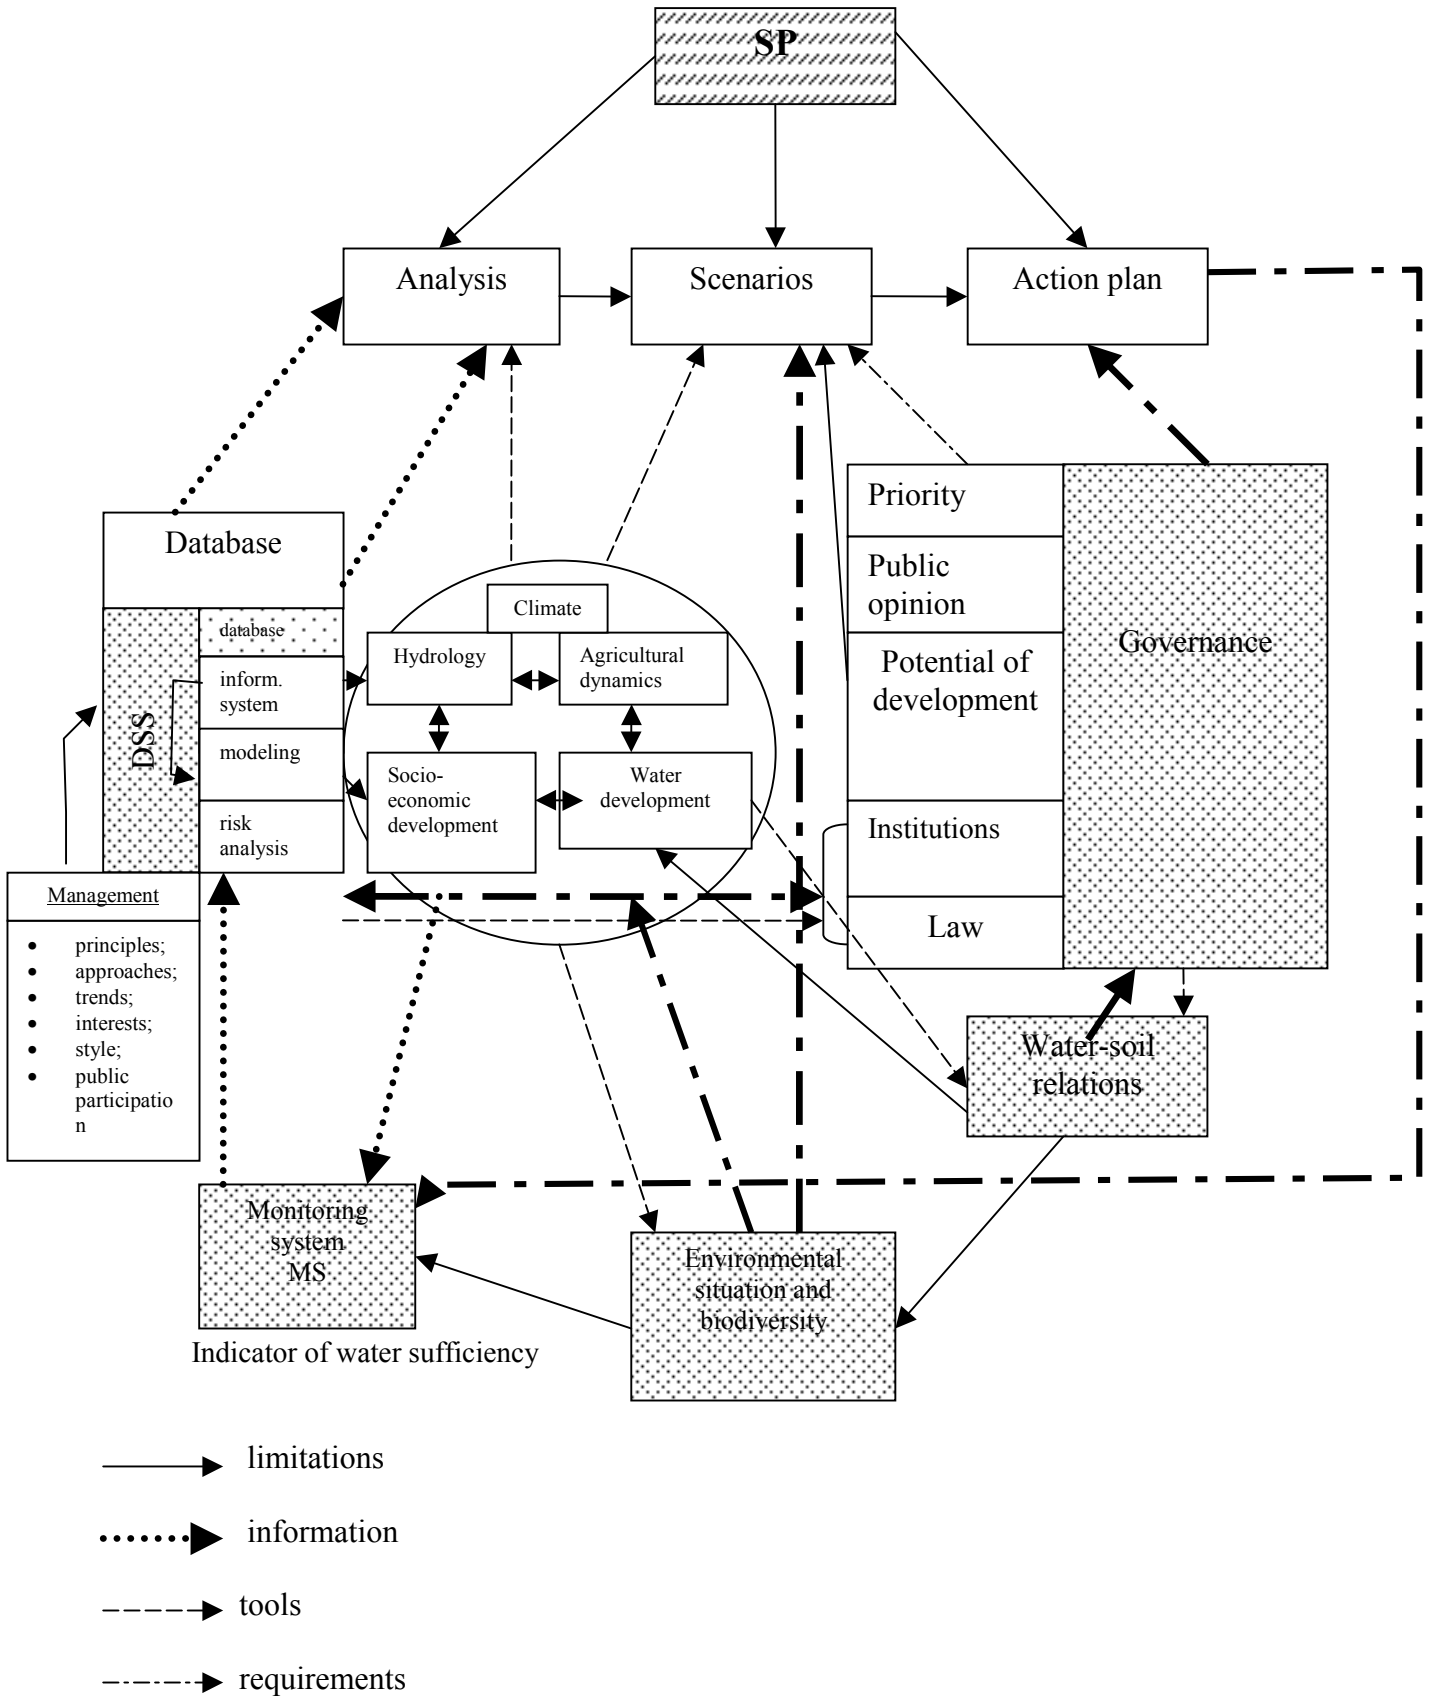 SP
Analysis
Scenarios
Action plan
Database
database
inform.
system
modeling
risk
analysis
DSS
Management
• principles;
• approaches;
• trends;
• interests;
• style;
• public
participatio
n
Climate
Hydrology
Agricultural
dynamics
Socio-
economic
development
Water
development
Priority
Public
opinion
Potential of
development
Institutions
Law
Governance
Water-soil
relations
Monitoring
system
MS
Indicator of water sufficiency
Environmental
situation and
biodiversity
limitations
information
tools
requirements